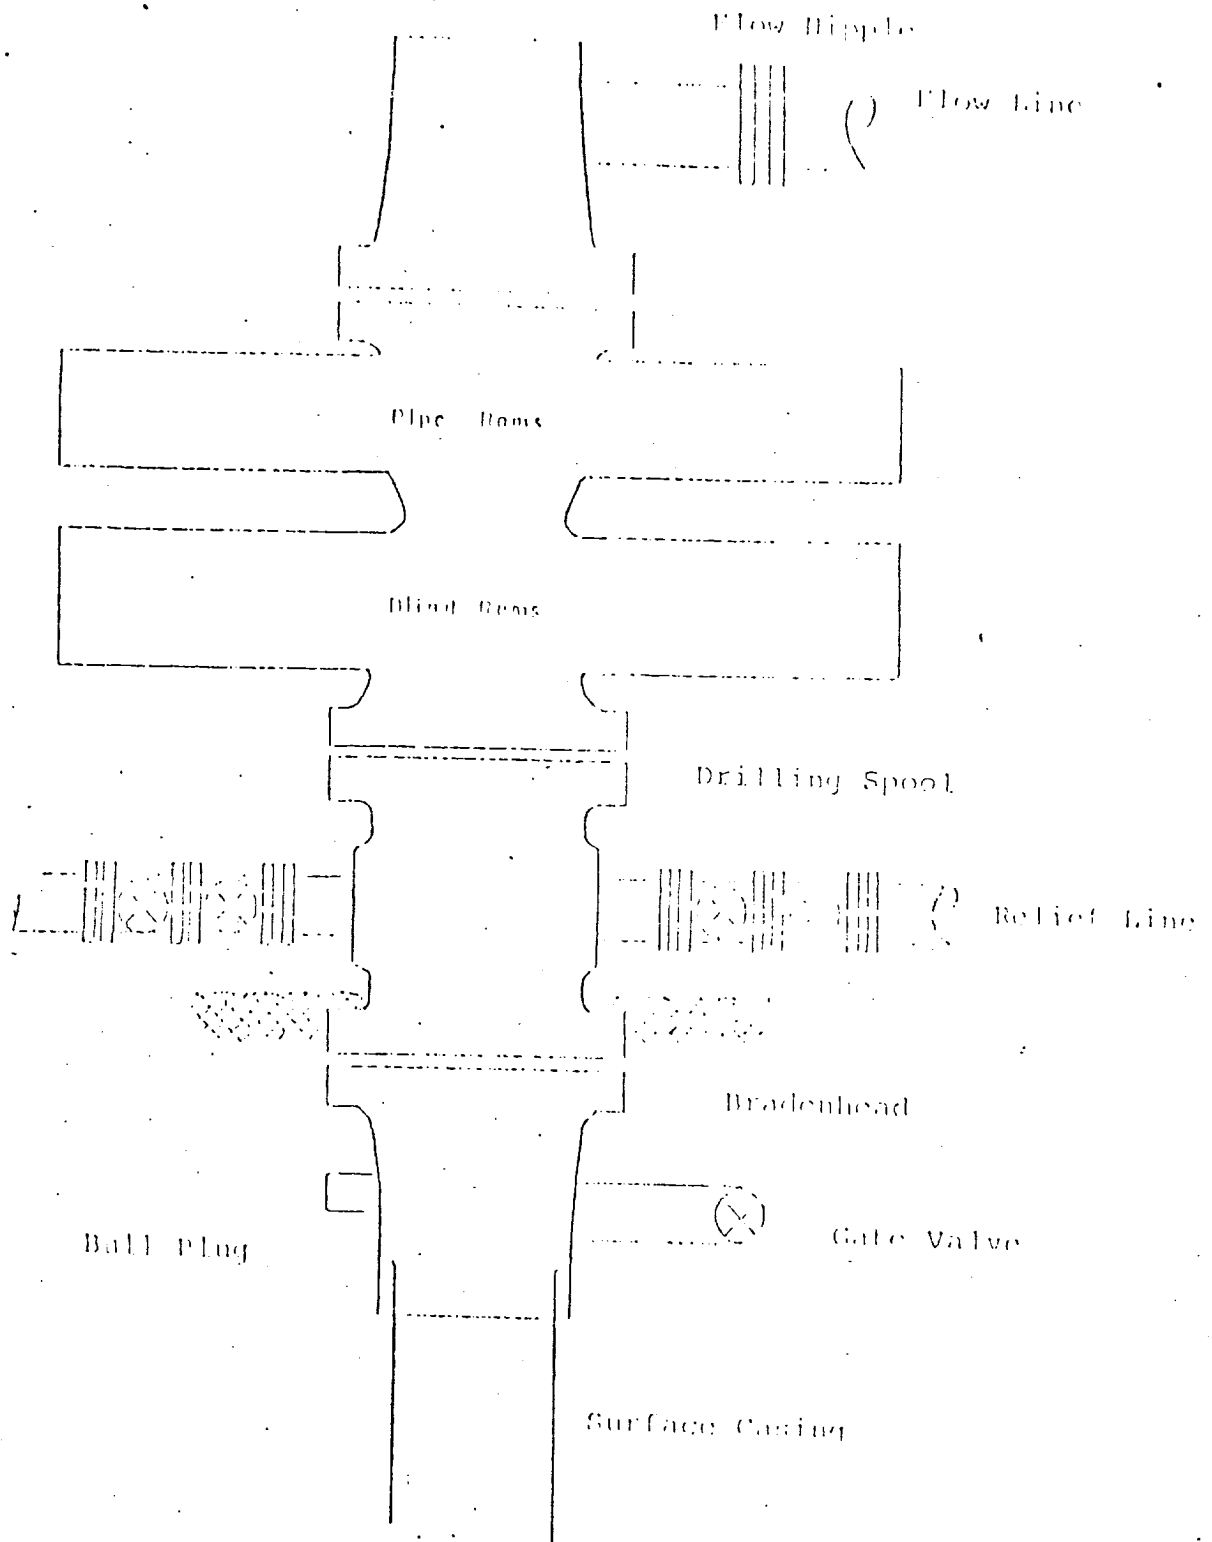 Flow Nipple
Flow Line
Pipe Rams
Blind Rams
Drilling Spool
Relief Line
Bradenhead
Ball Plug
Gate Valve
Surface Casing